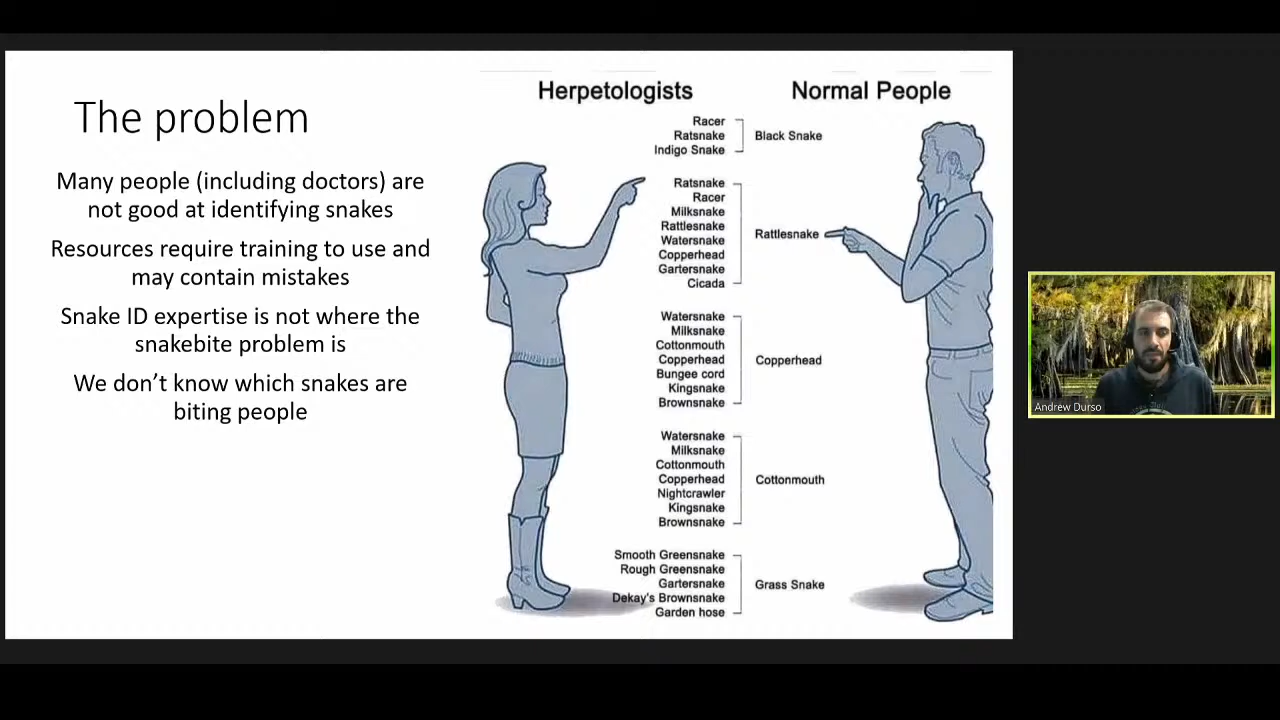 The problem
Many people (including doctors) are
not good at identifying snakes
Resources require training to use and
may contain mistakes
Snake ID expertise is not where the
snakebite problem is
We don’t know which snakes are
biting people
Herpetologists
Normal People
Racer
Ratsnake
Indigo Snake
Black Snake
Ratsnake
Racer
Milksnake
Rattlesnake
Watersnake
Copperhead
Gartersnake
Cicada
Rattlesnake
Watersnake
Milksnake
Cottonmouth
Copperhead
Bungee cord
Kingsnake
Brownsnake
Copperhead
Watersnake
Milksnake
Cottonmouth
Copperhead
Nightcrawler
Kingsnake
Brownsnake
Cottonmouth
Smooth Greensnake
Rough Greensnake
Gartersnake
Dekay's Brownsnake
Garden hose
Grass Snake
Andrew Durso